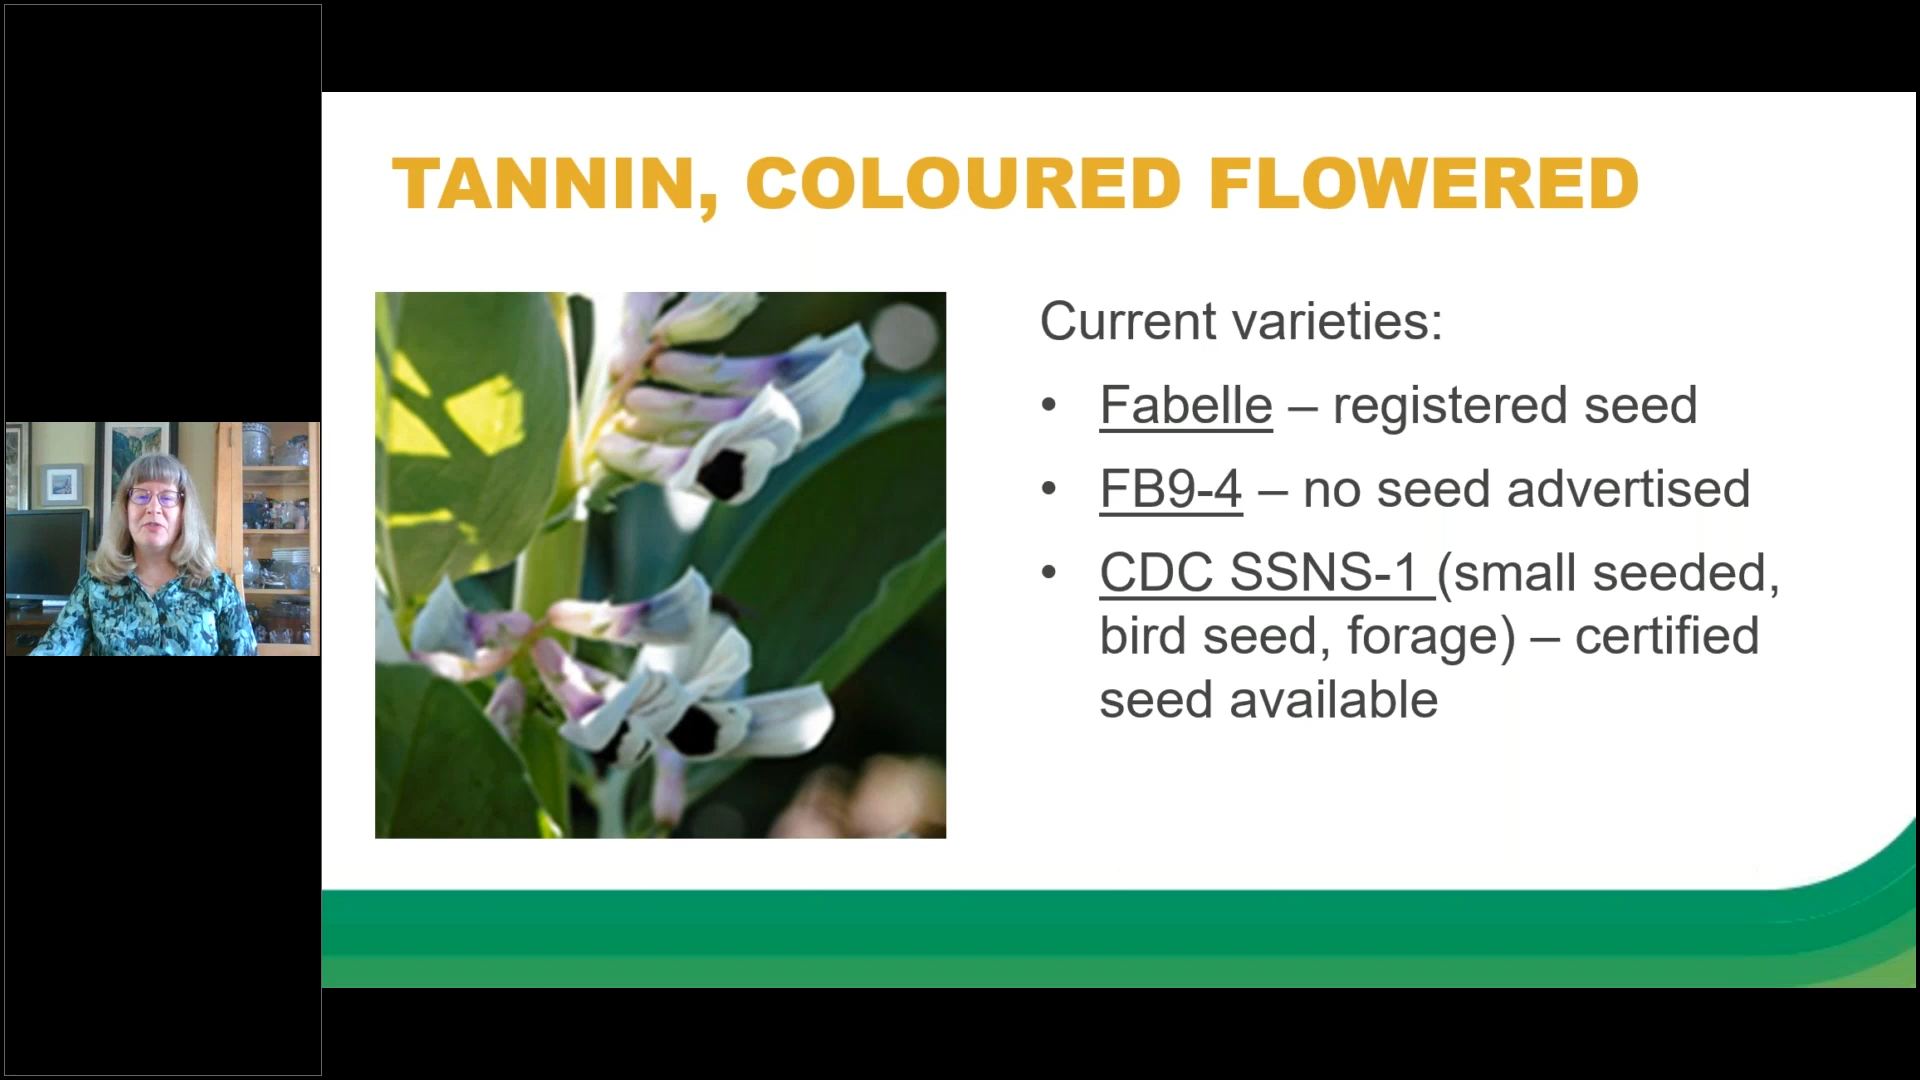 TANNIN, COLOURED FLOWERED
Current varieties:
• Fabelle – registered seed
• FB9-4 – no seed advertised
• CDC SSNS-1 (small seeded,
bird seed, forage) – certified
seed available